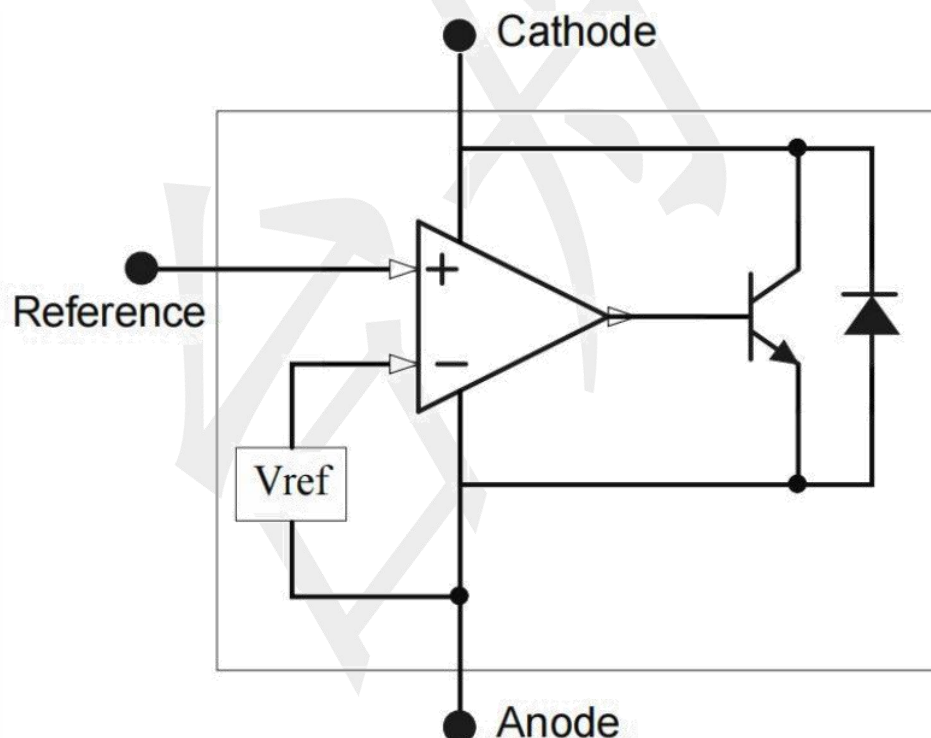 Cathode
+
Reference
−
Vref
Anode